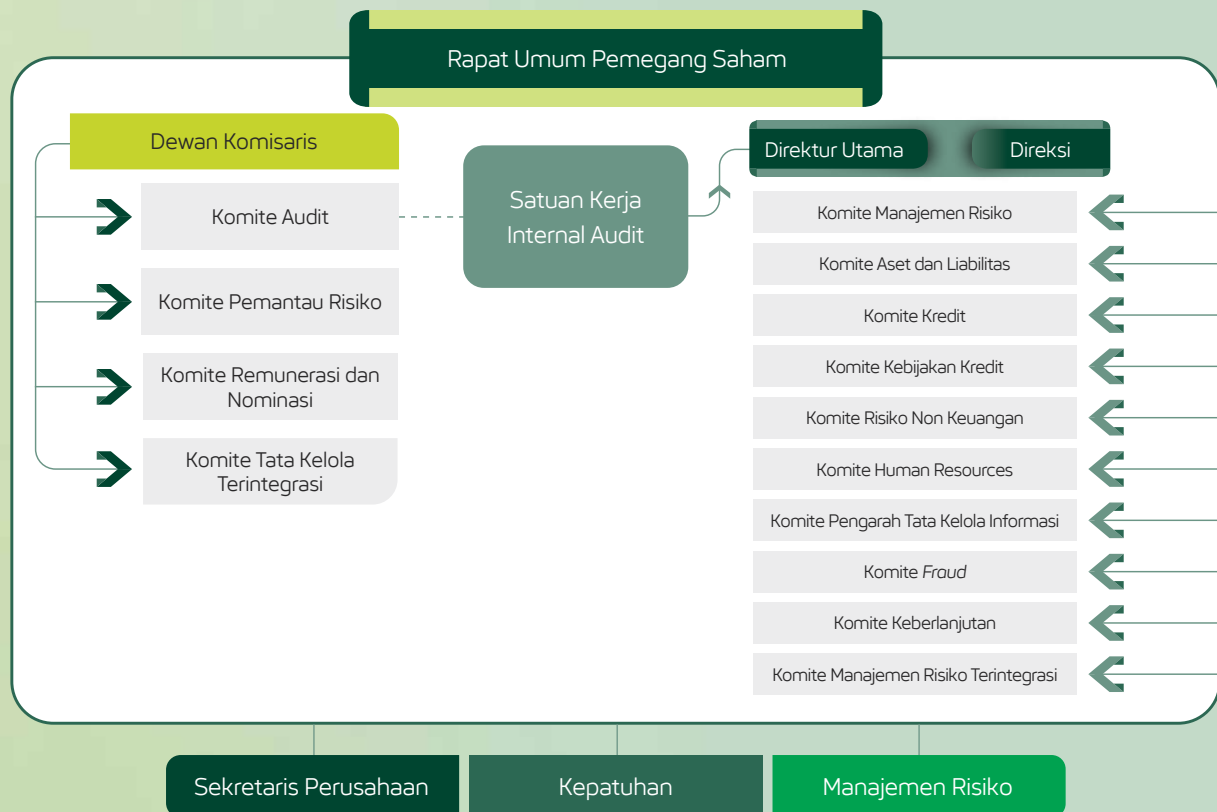 Rapat Umum Pemegang Saham
Dewan Komisaris
Komite Audit
Komite Pemantau Risiko
Komite Remunerasi dan
Nominasi
Komite Tata Kelola
Terintegrasi
Satuan Kerja
Internal Audit
Direktur Utama
Direksi
Komite Manajemen Risiko
Komite Aset dan Liabilitas
Komite Kredit
Komite Kebijakan Kredit
Komite Risiko Non Keuangan
Komite Human Resources
Komite Pengarah Tata Kelola Informasi
Komite Fraud
Komite Keberlanjutan
Komite Manajemen Risiko Terintegrasi
Sekretaris Perusahaan
Kepatuhan
Manajemen Risiko